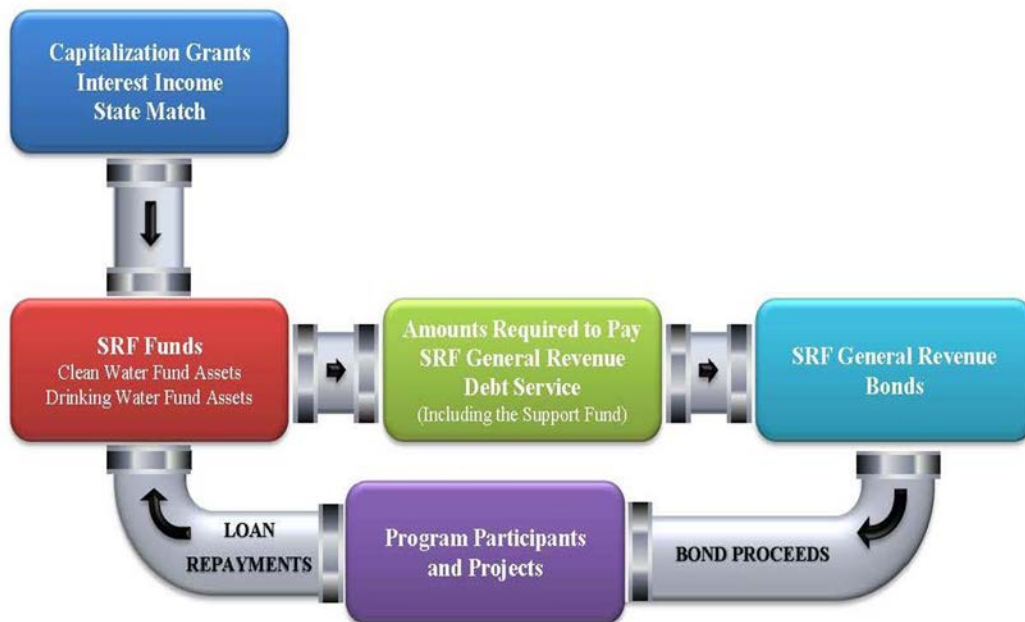 Capitalization Grants
Interest Income
State Match
SRF Funds
Clean Water Fund Assets
Drinking Water Fund Assets
Amounts Required to Pay
SRF General Revenue
Debt Service
(Including the Support Fund)
SRF General Revenue
Bonds
LOAN
REPAYMENTS
Program Participants
and Projects
BOND PROCEEDS